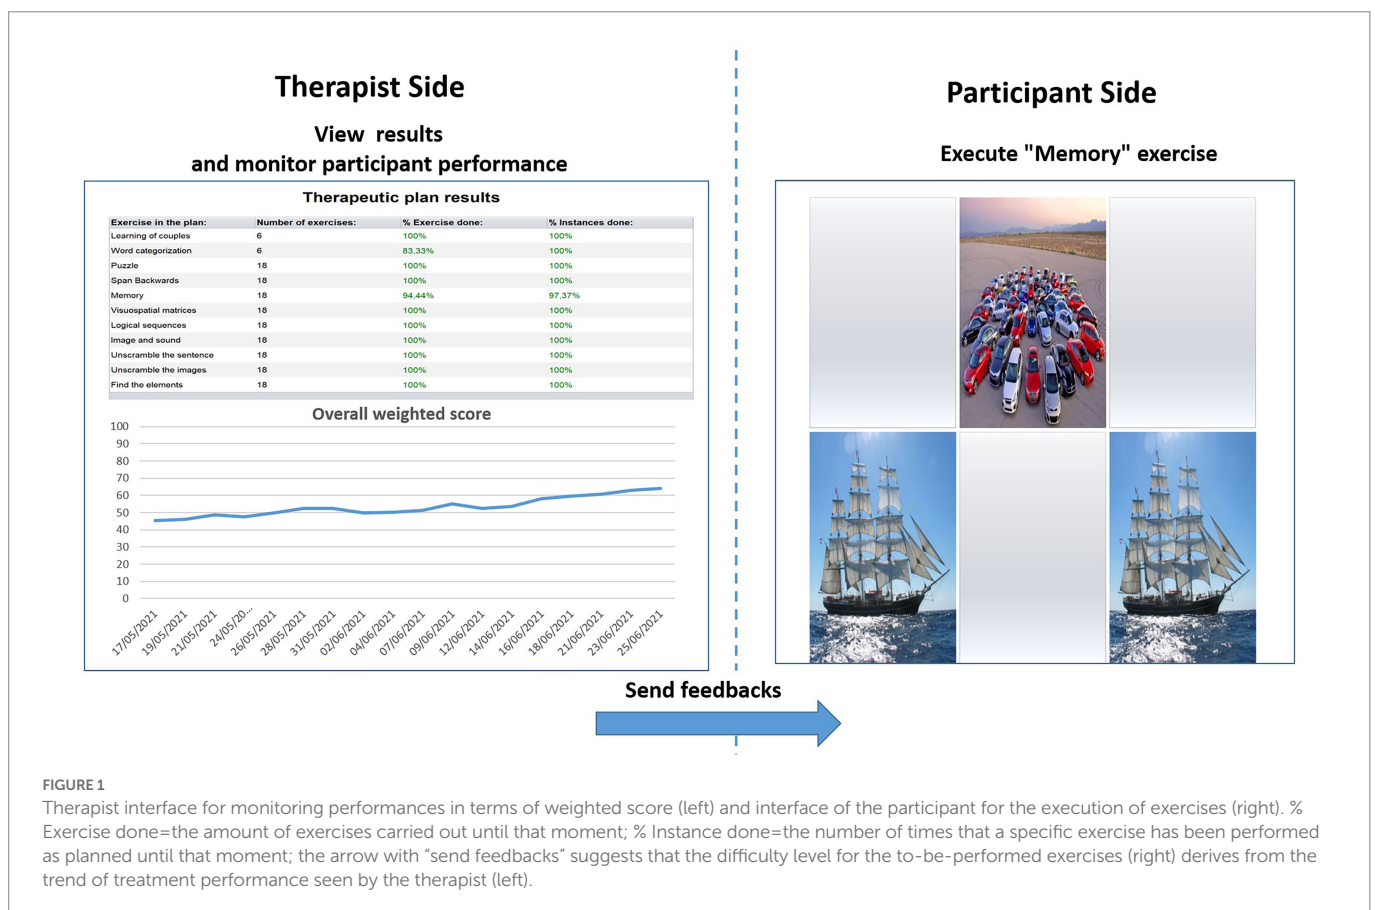 Therapist Side
View results
and monitor participant performance
Therapeutic plan results
Exercise in the plan: Number of exercises: % Exercise done: % Instances done:
Learning of couples 6 100% 100%
Word categorization 6 83,33% 100%
Puzzle 18 100% 100%
Span Backwards 18 100% 100%
Memory 18 94,44% 97,37%
Visuospatial matrices 18 100% 100%
Logical sequences 18 100% 100%
Image and sound 18 100% 100%
Unscramble the sentence 18 100% 100%
Unscramble the images 18 100% 100%
Find the elements 18 100% 100%
Overall weighted score
100
90
80
70
60
50
40
30
20
10
0
17/05/2021
19/05/2021
21/05/2021
24/05/20...
26/05/2021
28/05/2021
31/05/2021
02/06/2021
04/06/2021
07/06/2021
09/06/2021
12/06/2021
14/06/2021
16/06/2021
18/06/2021
21/06/2021
23/06/2021
25/06/2021
Participant Side
Execute "Memory" exercise
Send feedbacks
FIGURE 1
Therapist interface for monitoring performances in terms of weighted score (left) and interface of the participant for the execution of exercises (right). %
Exercise done=the amount of exercises carried out until that moment; % Instance done=the number of times that a specific exercise has been performed
as planned until that moment; the arrow with “send feedbacks” suggests that the difficulty level for the to-be-performed exercises (right) derives from the
trend of treatment performance seen by the therapist (left).